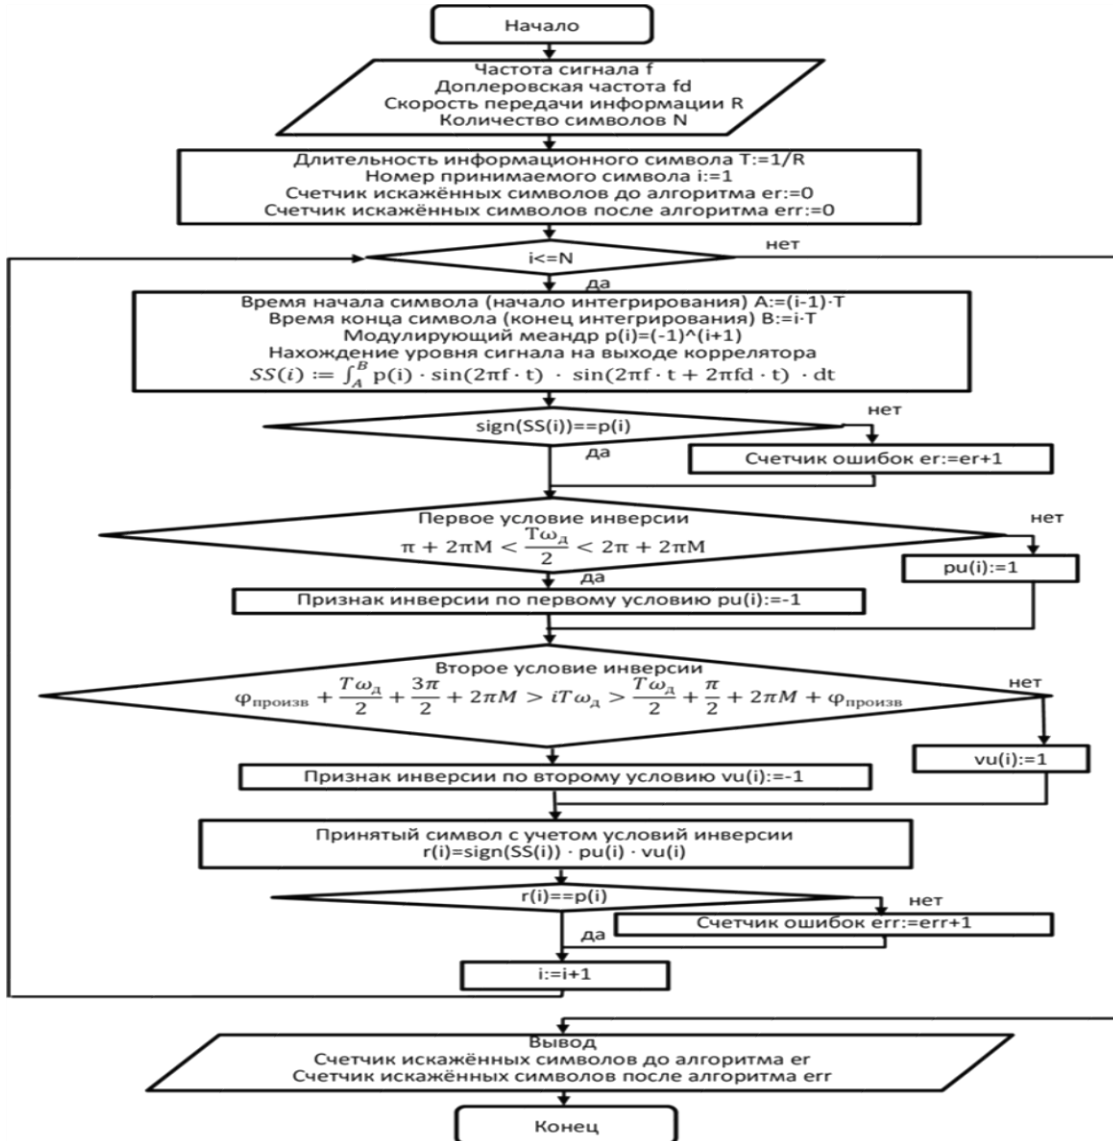 Начало
Частота сигнала f
Доплеровская частота fd
Скорость передачи информации R
Количество символов N
Длительность информационного символа T:=1/R
Номер принимаемого символа i:=1
Счетчик искажённых символов до алгоритма er:=0
Счетчик искажённых символов после алгоритма err:=0
i<=N
нет
да
Время начала символа (начало интегрирования) A:=(i-1)·T
Время конца символа (конец интегрирования) B:=i·T
Модулирующий меандр p(i)=(-1)^(i+1)
Нахождение уровня сигнала на выходе коррелятора
SS(i) := ∫_A^B p(i) · sin(2πf · t) · sin(2πf · t + 2πfd · t) · dt
sign(SS(i))==p(i)
нет
да
Счетчик ошибок er:=er+1
Первое условие инверсии
π + 2πM < Tω_д/2 < 2π + 2πM
нет
да
pu(i):=1
Признак инверсии по первому условию pu(i):=-1
Второе условие инверсии
φ_произв + Tω_д/2 + 3π/2 + 2πM > iTω_д > Tω_д/2 + π/2 + 2πM + φ_произв
нет
vu(i):=1
Признак инверсии по второму условию vu(i):=-1
Принятый символ с учетом условий инверсии
r(i)=sign(SS(i)) · pu(i) · vu(i)
r(i)==p(i)
нет
Счетчик ошибок err:=err+1
да
i:=i+1
Вывод
Счетчик искажённых символов до алгоритма er
Счетчик искажённых символов после алгоритма err
Конец